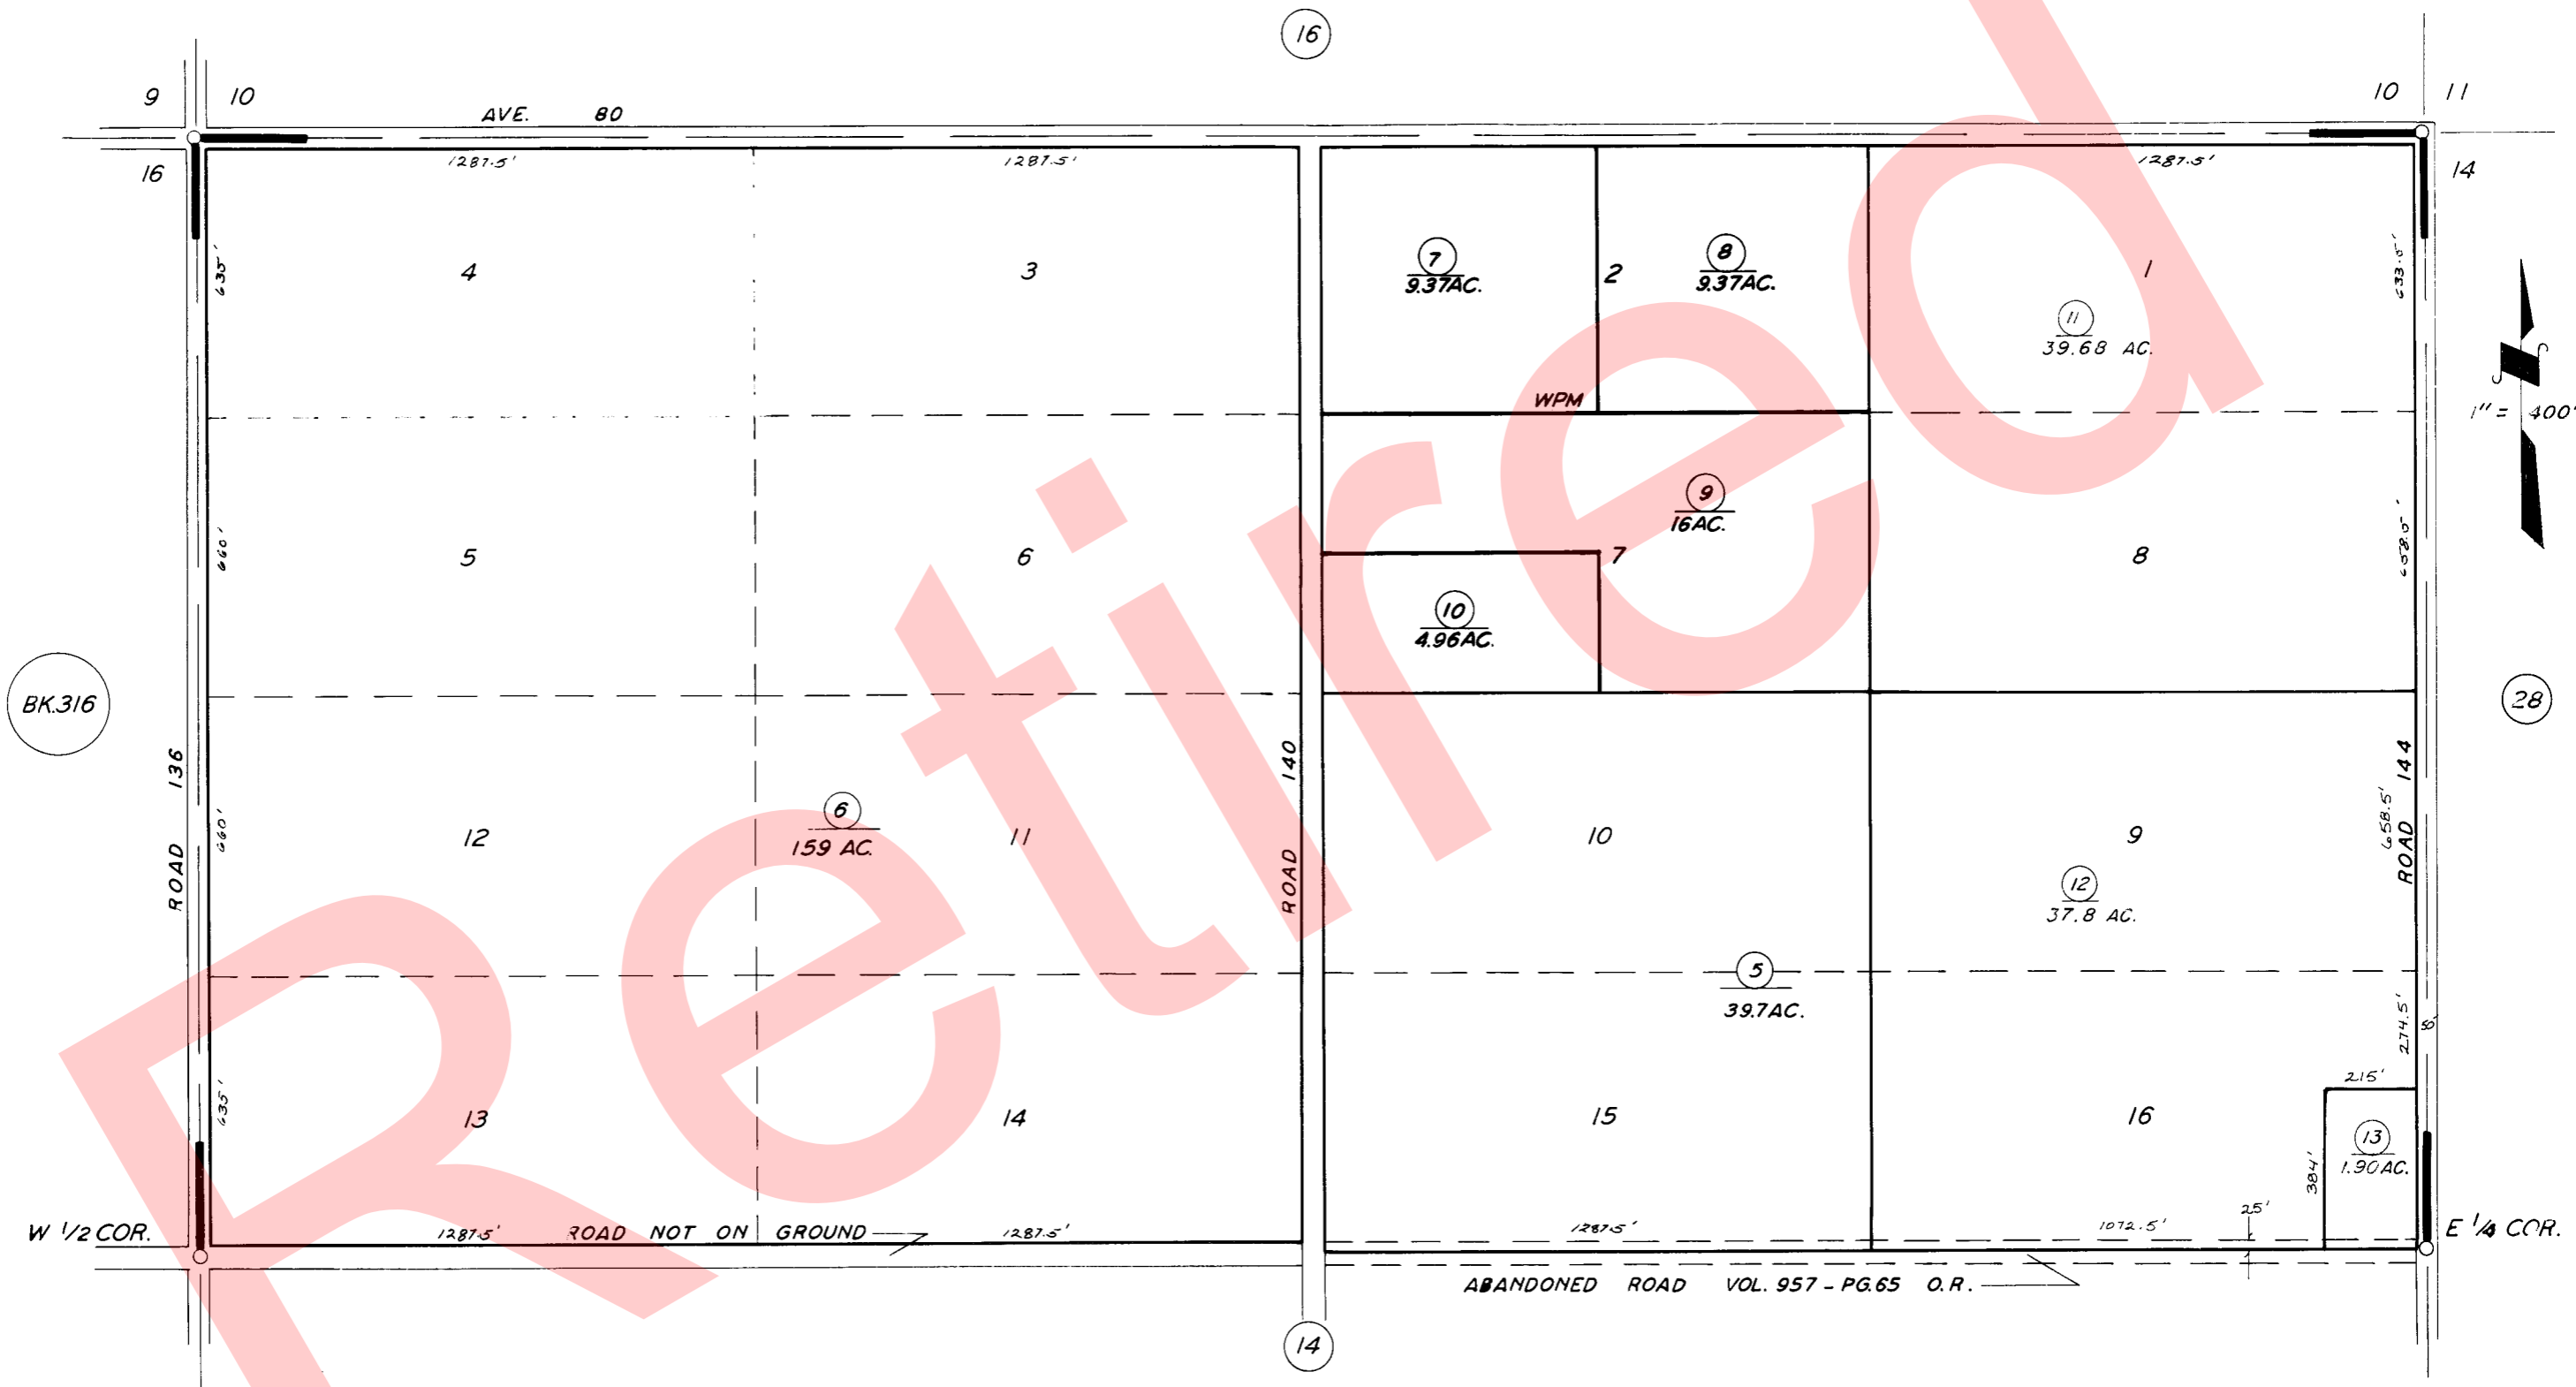 16
9
10
10
11
AVE. 80
16
14
1287.5'
1287.5'
1287.5'
635'
633.5'
4
3
7
9.37AC.
2
8
9.37AC.
1
11
39.68 AC.
WPM
1" = 400'
660'
658.5'
5
6
9
16AC.
7
8
10
4.96AC.
BK.316
28
ROAD 136
ROAD 140
ROAD 144
660'
658.5'
12
6
159 AC.
11
10
9
12
37.8 AC.
5
39.7AC.
274.5'
50'
635'
13
14
15
16
215'
384'
13
1.90AC.
25'
W 1/2 COR.
1287.5'
ROAD NOT ON GROUND
1287.5'
1287.5'
1072.5'
E 1/4 COR.
ABANDONED ROAD VOL. 957 - PG.65 O.R.
14
Retired